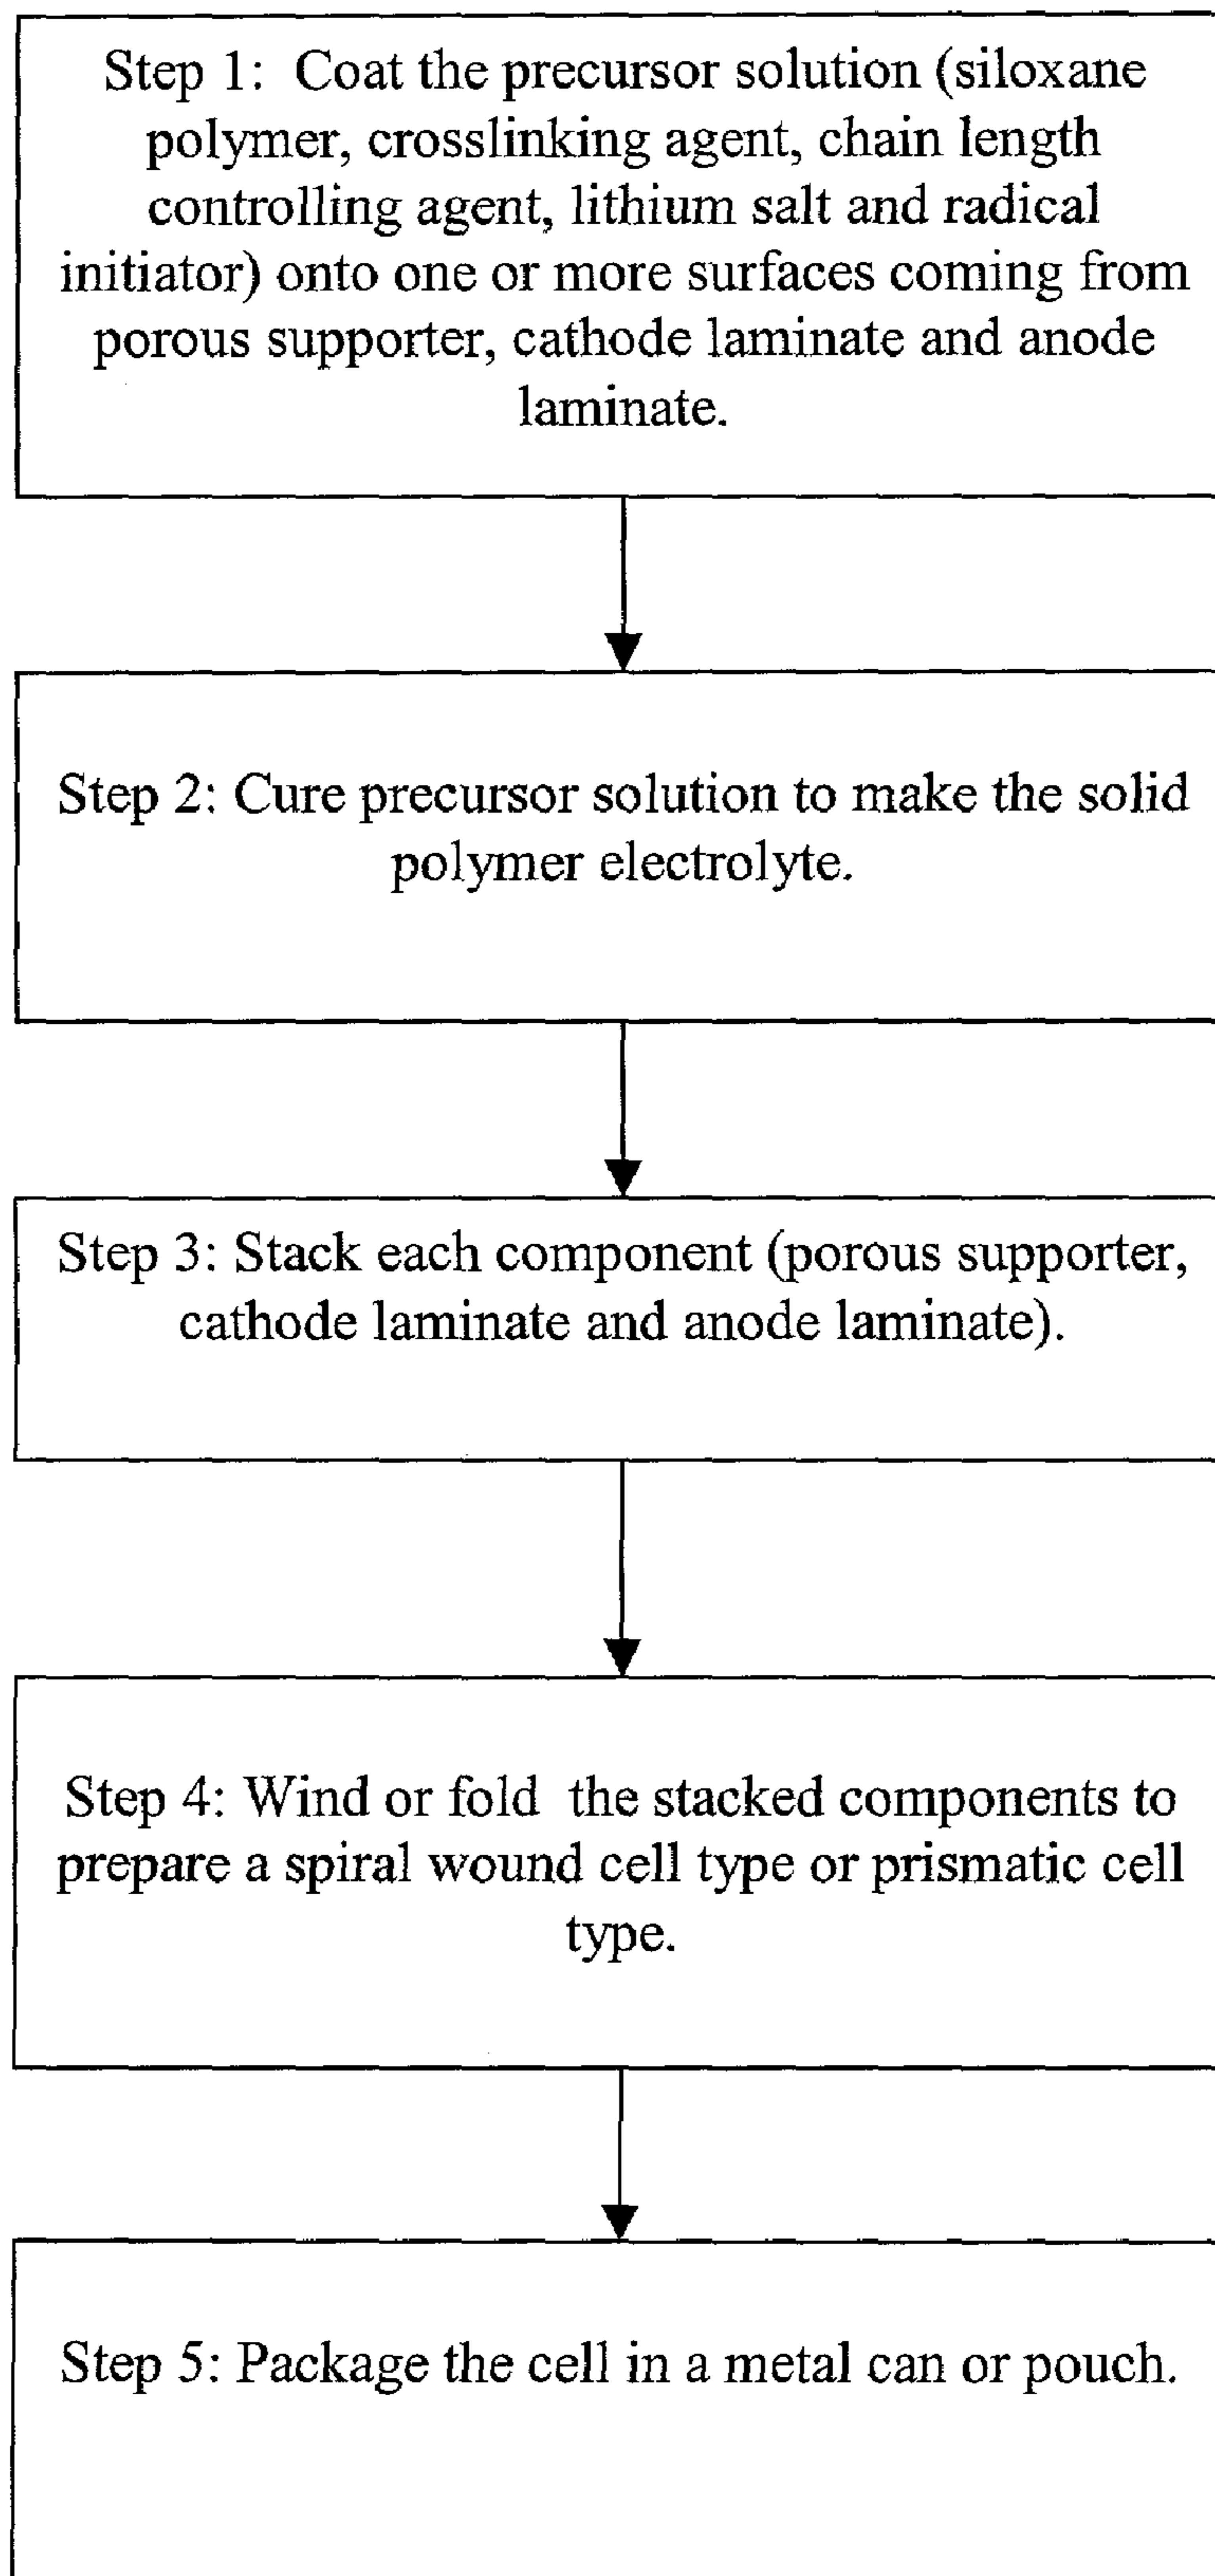 Step 1: Coat the precursor solution (siloxane
polymer, crosslinking agent, chain length
controlling agent, lithium salt and radical
initiator) onto one or more surfaces coming from
porous supporter, cathode laminate and anode
laminate.
Step 2: Cure precursor solution to make the solid
polymer electrolyte.
Step 3: Stack each component (porous supporter,
cathode laminate and anode laminate).
Step 4: Wind or fold the stacked components to
prepare a spiral wound cell type or prismatic cell
type.
Step 5: Package the cell in a metal can or pouch.